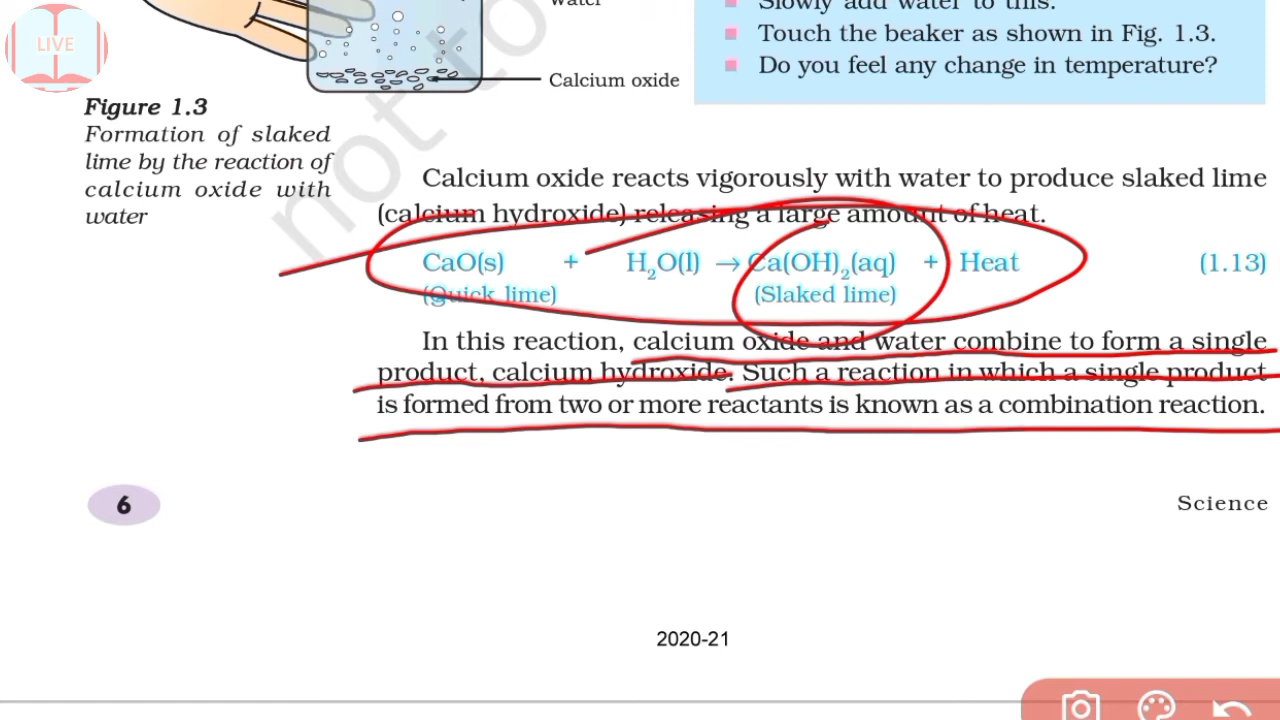 LIVE
Water
Calcium oxide
Slowly add water to this.
Touch the beaker as shown in Fig. 1.3.
Do you feel any change in temperature?
Figure 1.3
Formation of slaked
lime by the reaction of
calcium oxide with
water
not to
Calcium oxide reacts vigorously with water to produce slaked lime
(calcium hydroxide) releasing a large amount of heat.
CaO(s) + H₂O(l) → Ca(OH)₂(aq) + Heat (1.13)
(Quick lime) (Slaked lime)
In this reaction, calcium oxide and water combine to form a single
product, calcium hydroxide. Such a reaction in which a single product
is formed from two or more reactants is known as a combination reaction.
6
Science
2020-21